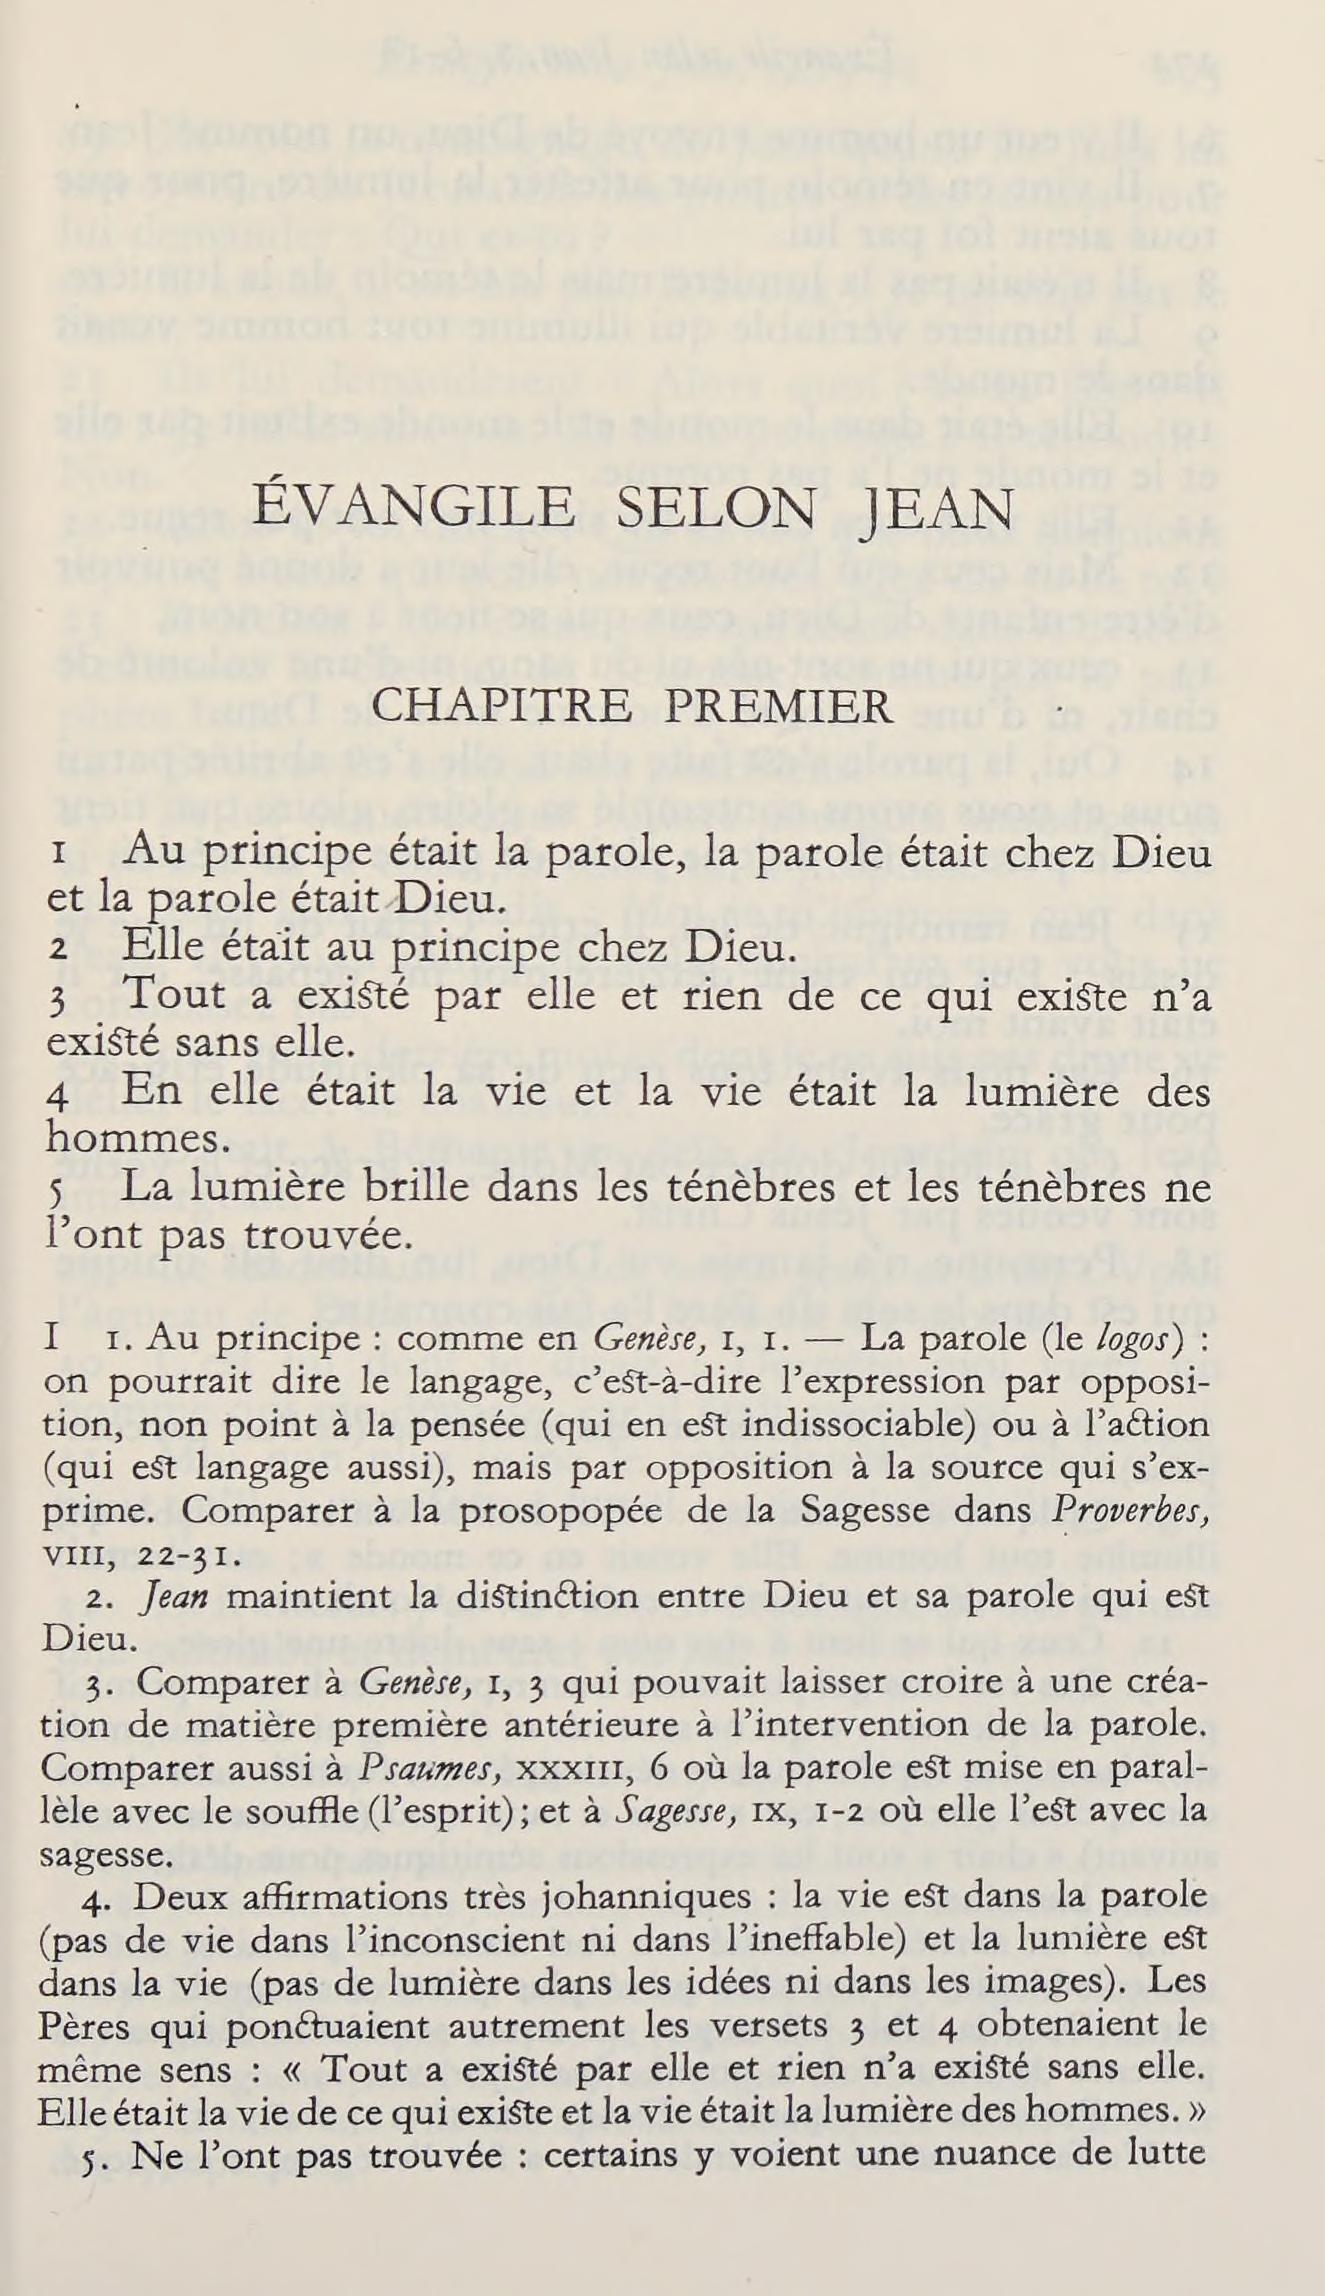 ÉVANGILE SELON JEAN
CHAPITRE PREMIER
1 Au principe était la parole, la parole était chez Dieu
et la parole était Dieu.
2 Elle était au principe chez Dieu.
3 Tout a existé par elle et rien de ce qui existe n'a
existé sans elle.
4 En elle était la vie et la vie était la lumière des
hommes.
5 La lumière brille dans les ténèbres et les ténèbres ne
l'ont pas trouvée.
I 1. Au principe : comme en Genèse, I, 1. — La parole (le logos) :
on pourrait dire le langage, c'est-à-dire l'expression par opposi-
tion, non point à la pensée (qui en est indissociable) ou à l'action
(qui est langage aussi), mais par opposition à la source qui s'ex-
prime. Comparer à la prosopopée de la Sagesse dans Proverbes,
VIII, 22-31.
2. Jean maintient la distinction entre Dieu et sa parole qui est
Dieu.
3. Comparer à Genèse, I, 3 qui pouvait laisser croire à une créa-
tion de matière première antérieure à l'intervention de la parole.
Comparer aussi à Psaumes, XXXIII, 6 où la parole est mise en paral-
lèle avec le souffle (l'esprit) ; et à Sagesse, IX, 1-2 où elle l'est avec la
sagesse.
4. Deux affirmations très johanniques : la vie est dans la parole
(pas de vie dans l'inconscient ni dans l'ineffable) et la lumière est
dans la vie (pas de lumière dans les idées ni dans les images). Les
Pères qui ponctuaient autrement les versets 3 et 4 obtenaient le
même sens : « Tout a existé par elle et rien n'a existé sans elle.
Elle était la vie de ce qui existe et la vie était la lumière des hommes. »
5. Ne l'ont pas trouvée : certains y voient une nuance de lutte